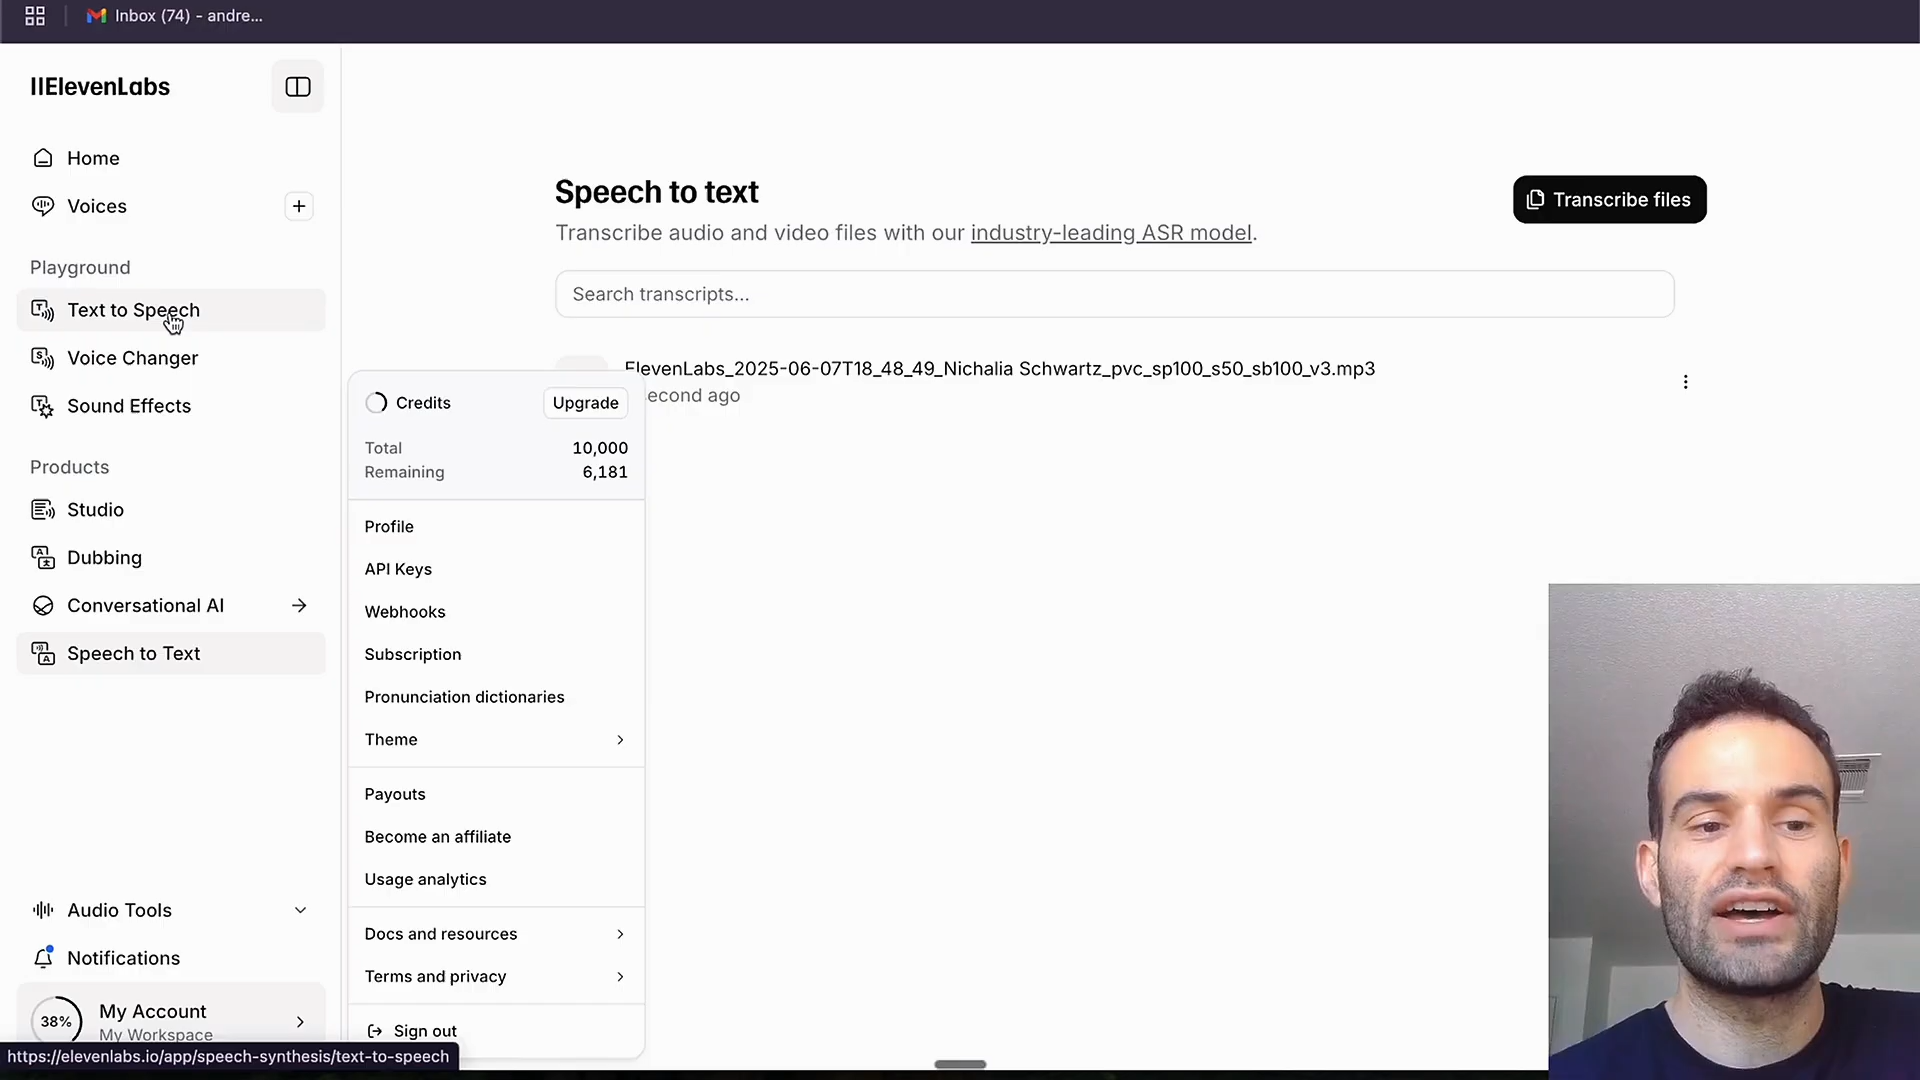 Inbox (74) - andre...
IIElevenLabs
Home
Voices
Playground
Text to Speech
Voice Changer
Sound Effects
Products
Studio
Dubbing
Conversational AI
Speech to Text
Audio Tools
Notifications
38%
My Account
My Workspace
https://elevenlabs.io/app/speech-synthesis/text-to-speech
Credits
Upgrade
Total 10,000
Remaining 6,181
Profile
API Keys
Webhooks
Subscription
Pronunciation dictionaries
Theme
Payouts
Become an affiliate
Usage analytics
Docs and resources
Terms and privacy
Sign out
Speech to text
Transcribe files
Transcribe audio and video files with our industry-leading ASR model.
Search transcripts...
ElevenLabs_2025-06-07T18_48_49_Nichalia Schwartz_pvc_sp100_s50_sb100_v3.mp3
second ago